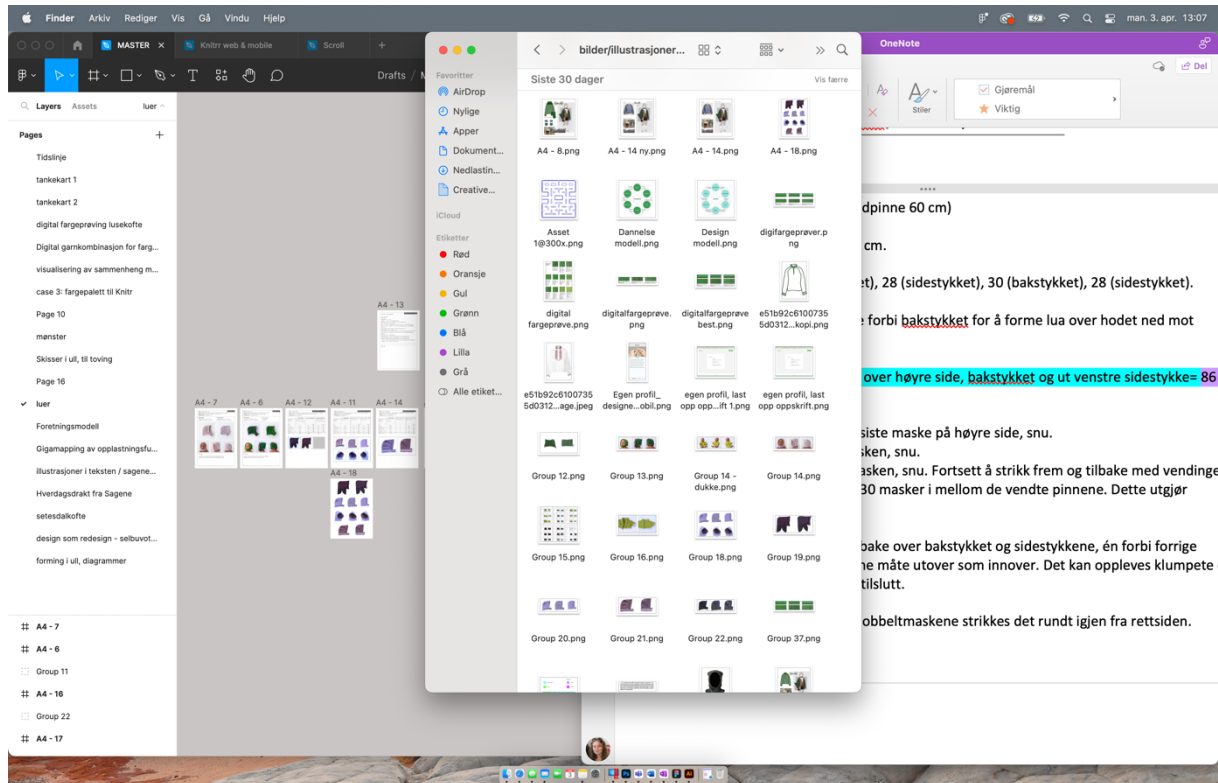 Finder Arkiv Rediger Vis Gå Vindu Hjelp
man. 3. apr. 13:07
MASTER
Knitrr web & mobile
Scroll
Drafts /
Layers Assets luer
Pages
Tidslinje
tankekart 1
tankekart 2
digital fargeprøving lusekofte
Digital garnkombinasjon for farg...
visualisering av sammenheng m...
case 3: fargepalett til Knitr
Page 10
mønster
Skisser i ull, til toving
Page 16
luer
Foretningsmodell
Gigamapping av opplastningsfu...
illustrasjoner i teksten / sagene...
Hverdagsdrakt fra Sagene
setesdalkofte
design som redesign - selbuvot...
forming i ull, diagrammer
A4 - 7
A4 - 6
Group 11
A4 - 16
Group 22
A4 - 17
A4 - 13
A4 - 7 A4 - 6 A4 - 12 A4 - 11 A4 - 14
A4 - 18
Favoritter
AirDrop
Nylige
Apper
Dokument...
Nedlastin...
Creative...
iCloud
Etiketter
Rød
Oransje
Gul
Grønn
Blå
Lilla
Grå
Alle etiket...
bilder/illustrasjoner...
Siste 30 dager
Vis færre
A4 - 8.png
A4 - 14 ny.png
A4 - 14.png
A4 - 18.png
Asset
1@300x.png
Dannelse
modell.png
Design
modell.png
digifargeprøver.p
ng
digital
fargeprøve.png
digitalfargeprøve.
png
digitalfargeprøve
best.png
e51b92c6100735
5d0312...kopi.png
e51b92c6100735
5d0312...age.jpeg
Egen profil_
designe...obil.png
egen profil, last
opp opp...ift 1.png
egen profil, last
opp oppskrift.png
Group 12.png
Group 13.png
Group 14 -
dukke.png
Group 14.png
Group 15.png
Group 16.png
Group 18.png
Group 19.png
Group 20.png
Group 21.png
Group 22.png
Group 37.png
OneNote
Del
Stiler
Gjøremål
Viktig
dpinne 60 cm)
cm.
et), 28 (sidestykket), 30 (bakstykket), 28 (sidestykket).
e forbi bakstykket for å forme lua over hodet ned mot
over høyre side, bakstykket og ut venstre sidestykke= 86
siste maske på høyre side, snu.
sken, snu.
asken, snu. Fortsett å strikk frem og tilbake med vendinge
30 masker i mellom de vendte pinnene. Dette utgjør
bake over bakstykket og sidestykkene, én forbi forrige
ne måte utover som innover. Det kan oppleves klumpete
tilslutt.
obbeltmaskene strikkes det rundt igjen fra rettsiden.